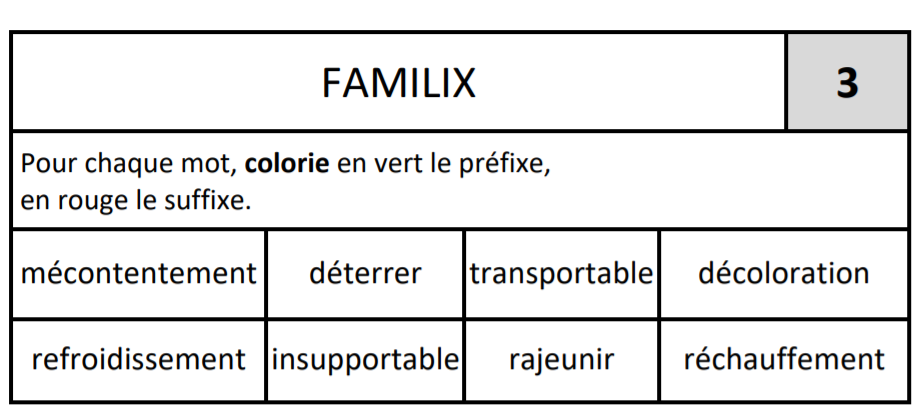 FAMILIX
3
Pour chaque mot, colorie en vert le préfixe,
en rouge le suffixe.
mécontentement déterrer transportable décoloration
refroidissement insupportable rajeunir réchauffement